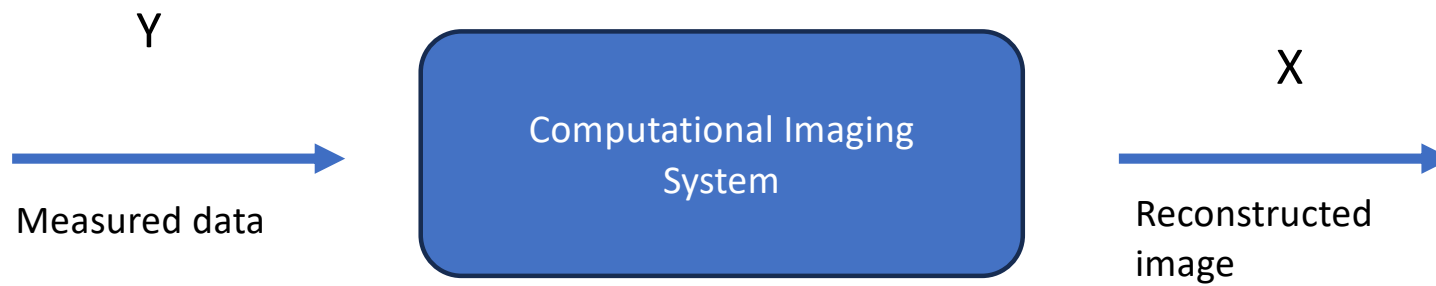 Y
Measured data
Computational Imaging
System
X
Reconstructed
image